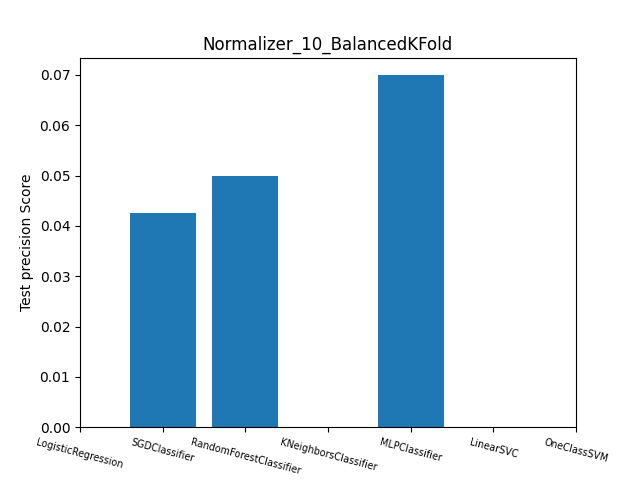 Normalizer_10_BalancedKFold
Test precision Score
0.07
0.06
0.05
0.04
0.03
0.02
0.01
0.00
LogisticRegression
SGDClassifier
RandomForestClassifier
KNeighborsClassifier
MLPClassifier
LinearSVC
OneClassSVM